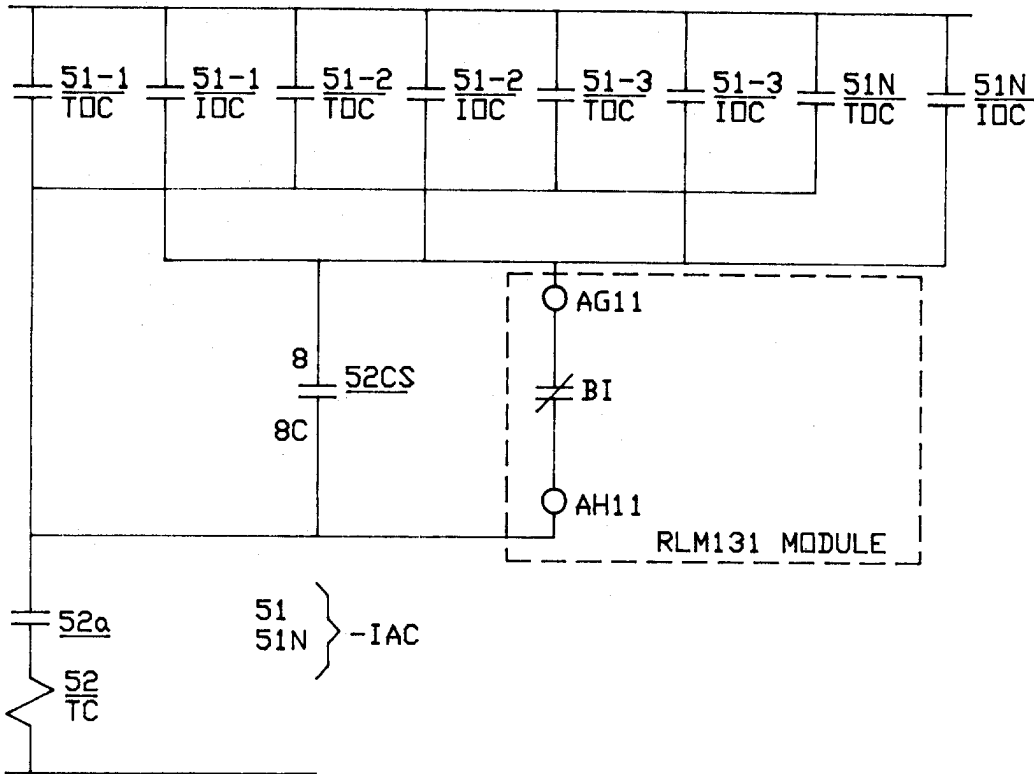 51-1 51-1 51-2 51-2 51-3 51-3 51N 51N
TOC IOC TOC IOC TOC IOC TOC IOC
AG11
8
52CS
BI
8C
AH11
RLM131 MODULE
52a
51
51N
-IAC
52
TC